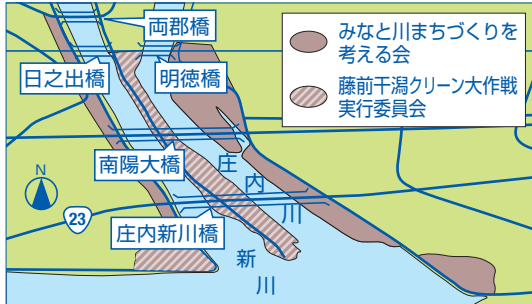 両郡橋
日之出橋
明徳橋
みなと川まちづくりを
考える会
藤前干潟クリーン大作戦
実行委員会
南陽大橋
庄内川
N
23
庄内新川橋
新川